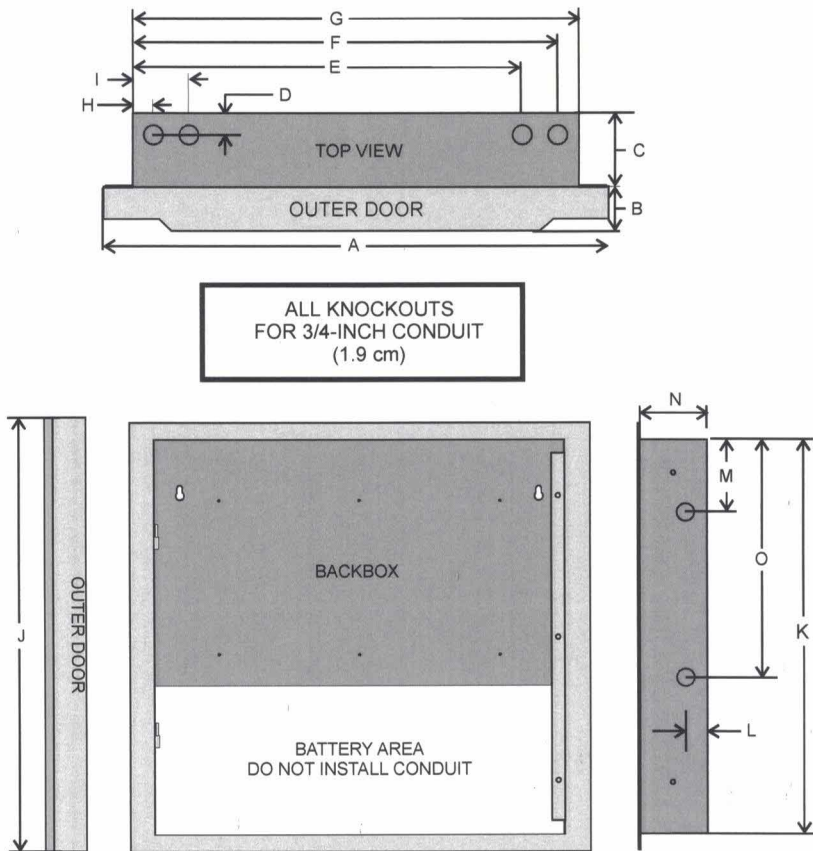 G
F
E
I
D
H
TOP VIEW
C
OUTER DOOR
B
A
ALL KNOCKOUTS
FOR 3/4-INCH CONDUIT
(1.9 cm)
J
OUTER DOOR
BACKBOX
BATTERY AREA
DO NOT INSTALL CONDUIT
N
M
O
K
L